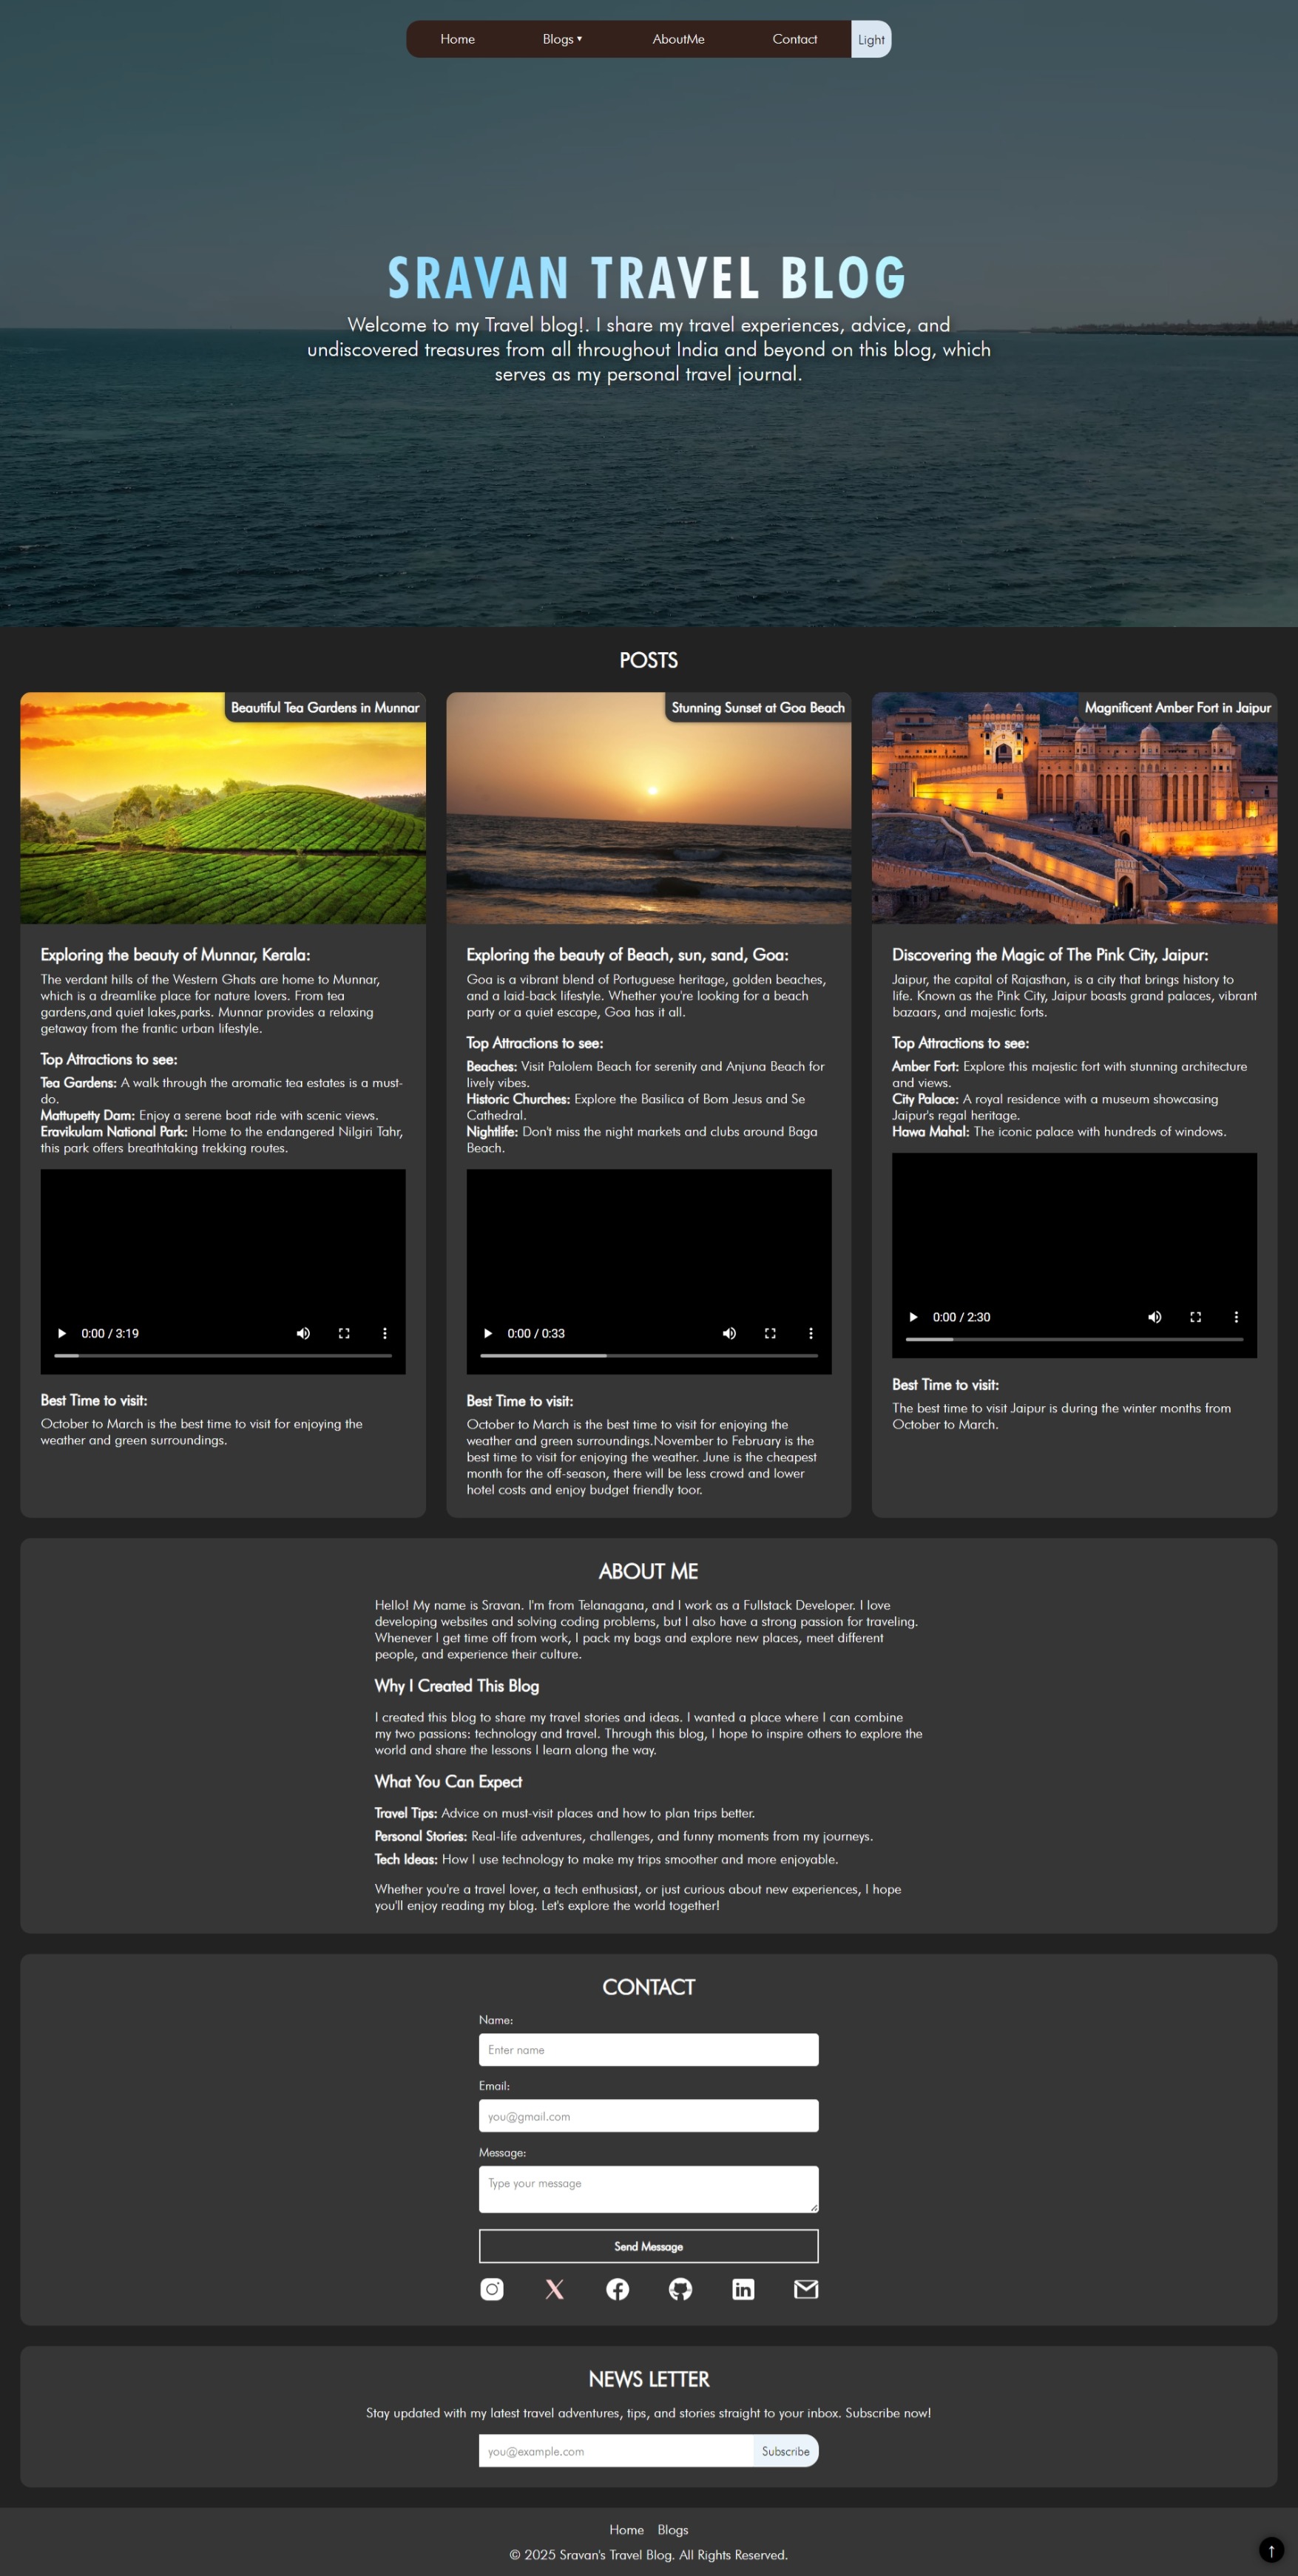 Home Blogs ▾ AboutMe Contact Light
SRAVAN TRAVEL BLOG
Welcome to my Travel blog!. I share my travel experiences, advice, and
undiscovered treasures from all throughout India and beyond on this blog, which
serves as my personal travel journal.
POSTS
Beautiful Tea Gardens in Munnar
Exploring the beauty of Munnar, Kerala:
The verdant hills of the Western Ghats are home to Munnar,
which is a dreamlike place for nature lovers. From tea
gardens,and quiet lakes,parks. Munnar provides a relaxing
getaway from the frantic urban lifestyle.
Top Attractions to see:
Tea Gardens: A walk through the aromatic tea estates is a must-
do.
Mattupetty Dam: Enjoy a serene boat ride with scenic views.
Eravikulam National Park: Home to the endangered Nilgiri Tahr,
this park offers breathtaking trekking routes.
0:00 / 3:19
Best Time to visit:
October to March is the best time to visit for enjoying the
weather and green surroundings.
Stunning Sunset at Goa Beach
Exploring the beauty of Beach, sun, sand, Goa:
Goa is a vibrant blend of Portuguese heritage, golden beaches,
and a laid-back lifestyle. Whether you're looking for a beach
party or a quiet escape, Goa has it all.
Top Attractions to see:
Beaches: Visit Palolem Beach for serenity and Anjuna Beach for
lively vibes.
Historic Churches: Explore the Basilica of Bom Jesus and Se
Cathedral.
Nightlife: Don't miss the night markets and clubs around Baga
Beach.
0:00 / 0:33
Best Time to visit:
October to March is the best time to visit for enjoying the
weather and green surroundings.November to February is the
best time to visit for enjoying the weather. June is the cheapest
month for the off-season, there will be less crowd and lower
hotel costs and enjoy budget friendly toor.
Magnificent Amber Fort in Jaipur
Discovering the Magic of The Pink City, Jaipur:
Jaipur, the capital of Rajasthan, is a city that brings history to
life. Known as the Pink City, Jaipur boasts grand palaces, vibrant
bazaars, and majestic forts.
Top Attractions to see:
Amber Fort: Explore this majestic fort with stunning architecture
and views.
City Palace: A royal residence with a museum showcasing
Jaipur's regal heritage.
Hawa Mahal: The iconic palace with hundreds of windows.
0:00 / 2:30
Best Time to visit:
The best time to visit Jaipur is during the winter months from
October to March.
ABOUT ME
Hello! My name is Sravan. I'm from Telanagana, and I work as a Fullstack Developer. I love
developing websites and solving coding problems, but I also have a strong passion for traveling.
Whenever I get time off from work, I pack my bags and explore new places, meet different
people, and experience their culture.
Why I Created This Blog
I created this blog to share my travel stories and ideas. I wanted a place where I can combine
my two passions: technology and travel. Through this blog, I hope to inspire others to explore the
world and share the lessons I learn along the way.
What You Can Expect
Travel Tips: Advice on must-visit places and how to plan trips better.
Personal Stories: Real-life adventures, challenges, and funny moments from my journeys.
Tech Ideas: How I use technology to make my trips smoother and more enjoyable.
Whether you're a travel lover, a tech enthusiast, or just curious about new experiences, I hope
you'll enjoy reading my blog. Let's explore the world together!
CONTACT
Name:
Enter name
Email:
you@gmail.com
Message:
Type your message
Send Message
NEWS LETTER
Stay updated with my latest travel adventures, tips, and stories straight to your inbox. Subscribe now!
you@example.com Subscribe
Home Blogs
© 2025 Sravan's Travel Blog. All Rights Reserved.